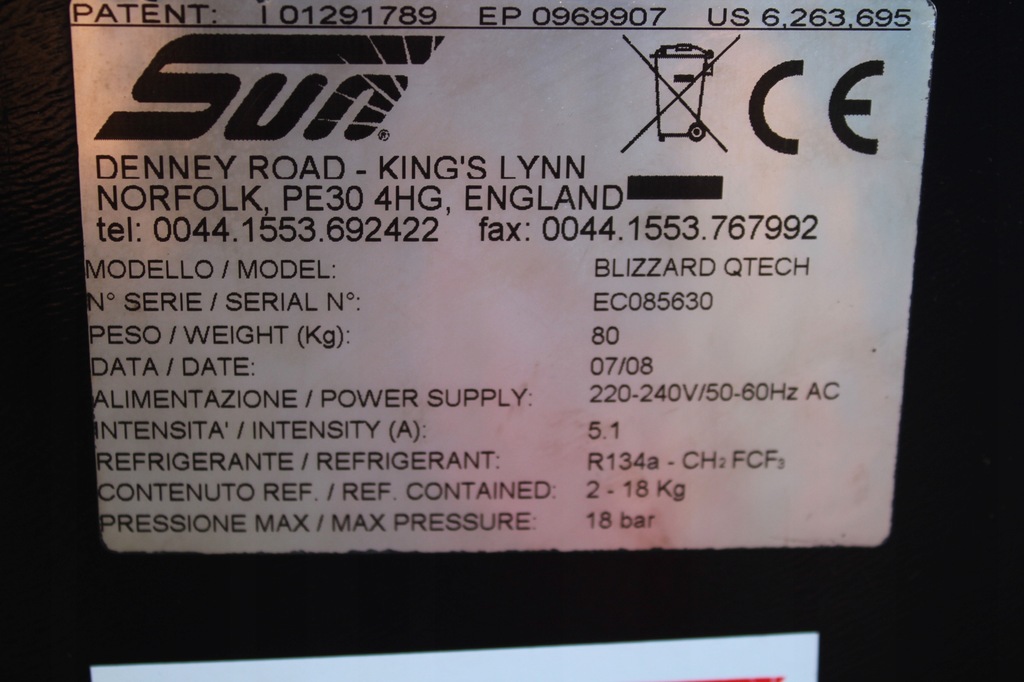 PATENT: I 01291789 EP 0969907 US 6,263,695
Sun®
CE
DENNEY ROAD - KING'S LYNN
NORFOLK, PE30 4HG, ENGLAND
tel: 0044.1553.692422 fax: 0044.1553.767992
MODELLO / MODEL: BLIZZARD QTECH
N° SERIE / SERIAL N°: EC085630
PESO / WEIGHT (Kg): 80
DATA / DATE: 07/08
ALIMENTAZIONE / POWER SUPPLY: 220-240V/50-60Hz AC
INTENSITA' / INTENSITY (A): 5.1
REFRIGERANTE / REFRIGERANT: R134a - CH₂FCF₃
CONTENUTO REF. / REF. CONTAINED: 2 - 18 Kg
PRESSIONE MAX / MAX PRESSURE: 18 bar